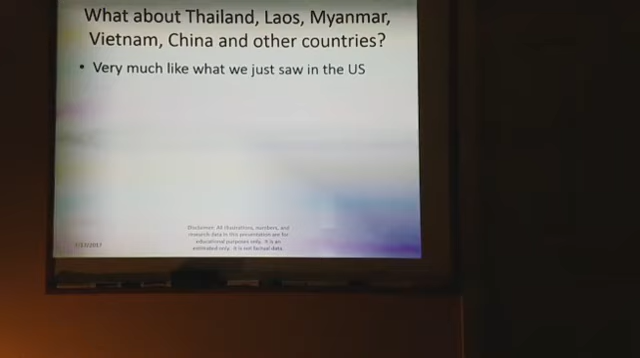 What about Thailand, Laos, Myanmar,
Vietnam, China and other countries?
• Very much like what we just saw in the US
Disclaimer: All illustrations, numbers, and
research data in this presentation are for
educational purposes only. It is an
estimated only. It is not factual data.